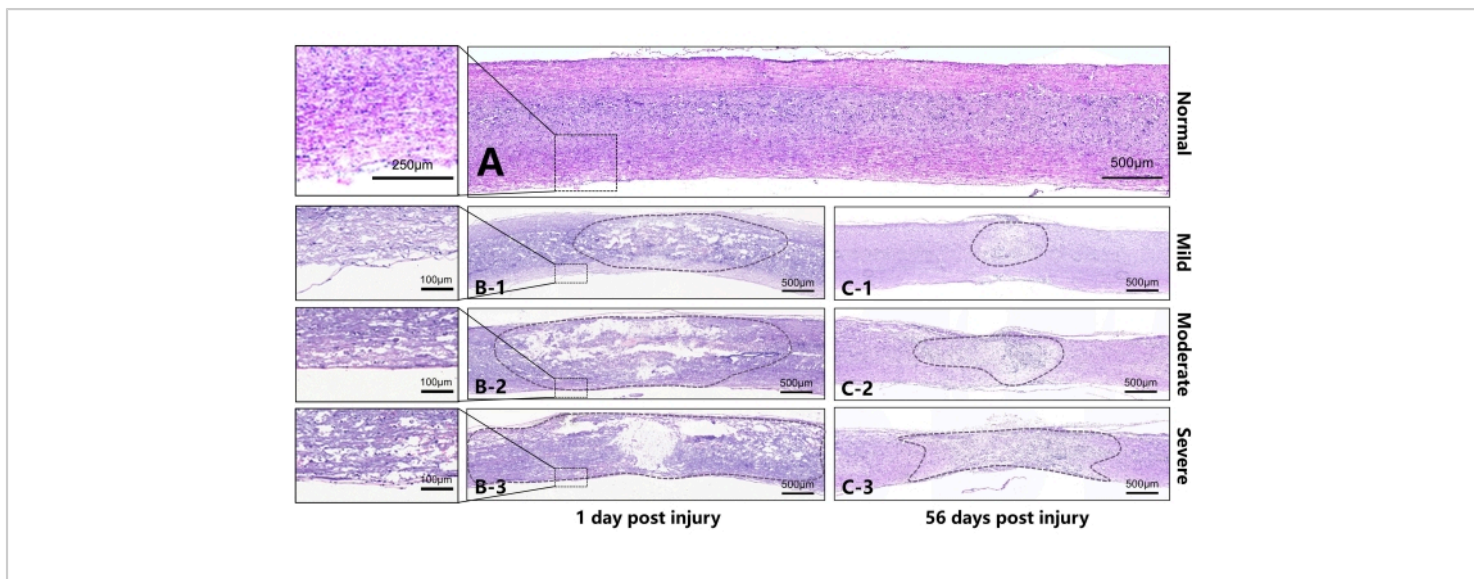 250µm
A
500µm
Normal
100µm
B-1
500µm
C-1
500µm
Mild
100µm
B-2
500µm
C-2
500µm
Moderate
100µm
B-3
500µm
C-3
500µm
Severe
1 day post injury
56 days post injury